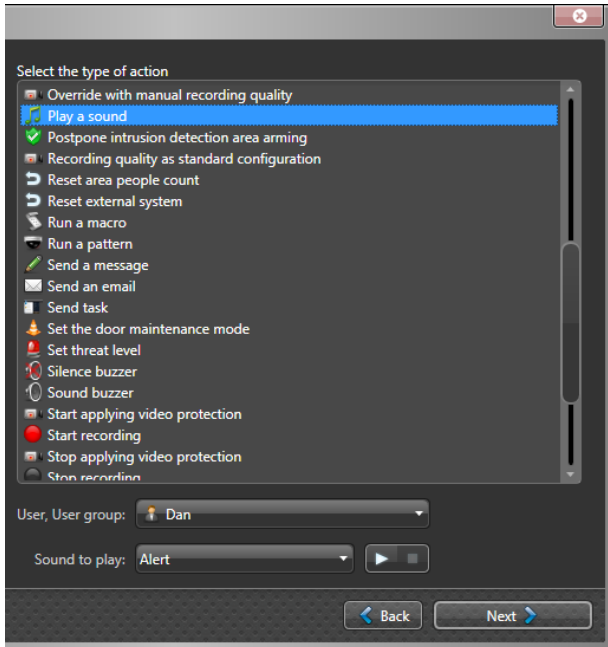 Select the type of action
Override with manual recording quality
Play a sound
Postpone intrusion detection area arming
Recording quality as standard configuration
Reset area people count
Reset external system
Run a macro
Run a pattern
Send a message
Send an email
Send task
Set the door maintenance mode
Set threat level
Silence buzzer
Sound buzzer
Start applying video protection
Start recording
Stop applying video protection
Stop recording
User, User group: Dan
Sound to play: Alert
Back Next